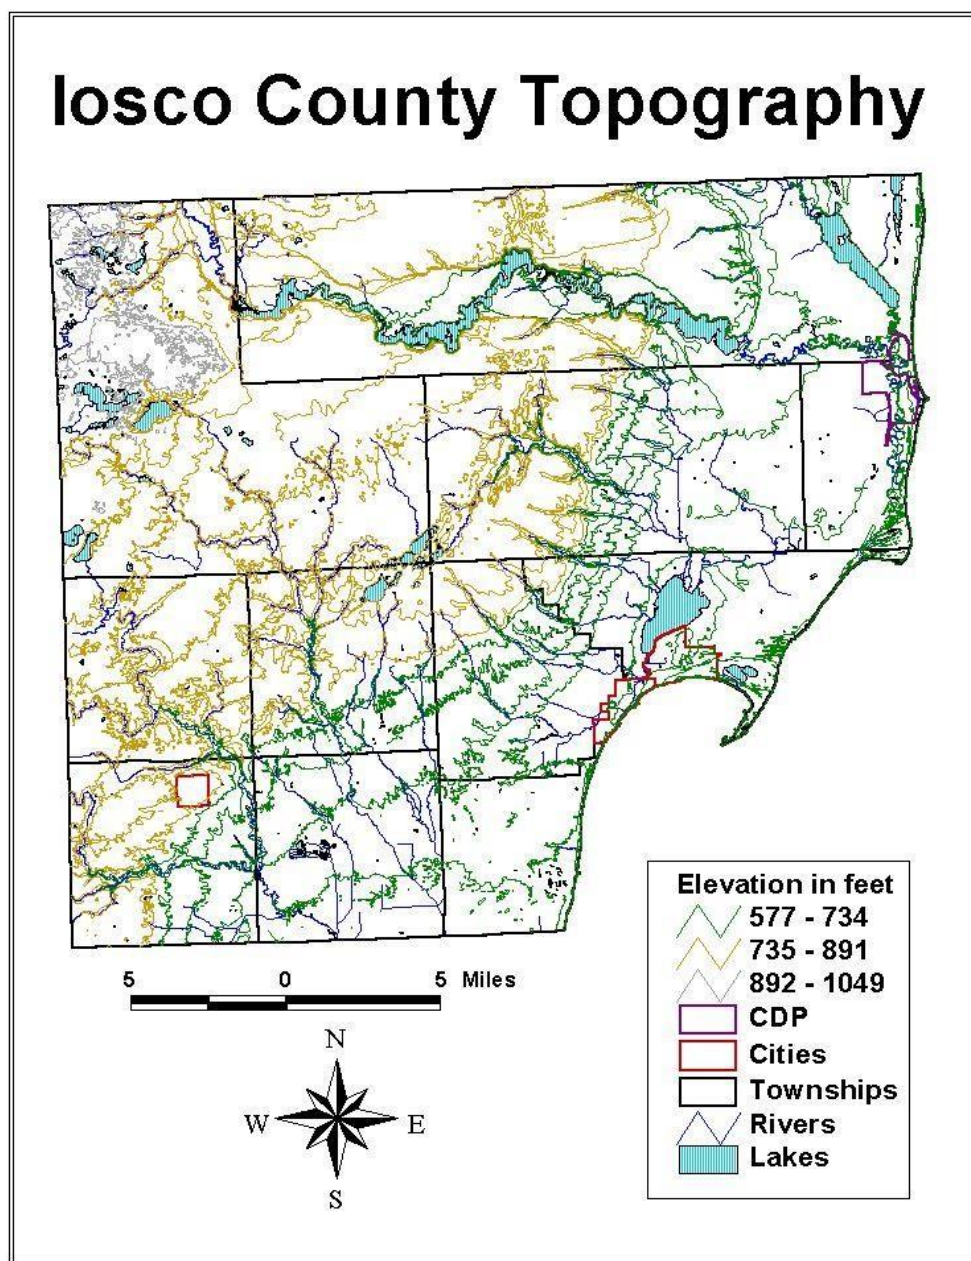 Iosco County Topography
Elevation in feet
577 - 734
735 - 891
892 - 1049
CDP
Cities
Townships
Rivers
Lakes
5 0 5 Miles
N
W E
S